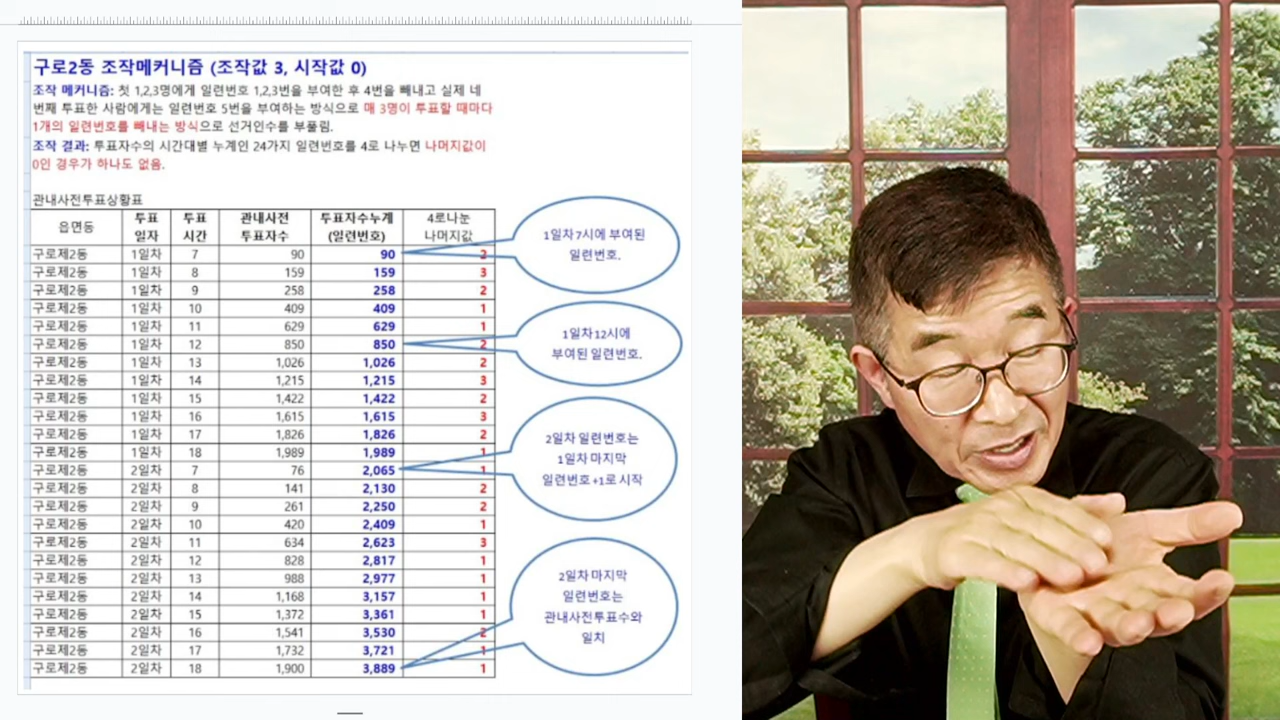 구로2동 조작메커니즘 (조작값 3, 시작값 0)
조작 메커니즘: 첫 1,2,3명에게 일련번호 1,2,3번을 부여한 후 4번을 빼내고 실제 네
번째 투표한 사람에게는 일련번호 5번을 부여하는 방식으로 매 3명이 투표할 때마다
1개의 일련번호를 빼내는 방식으로 선거인수를 부풀림.
조작 결과: 투표자수의 시간대별 누계인 24가지 일련번호를 4로 나누면 나머지값이
0인 경우가 하나도 없음.
관내사전투표상황표
읍면동 투표 일자 투표 시간 관내사전 투표자수 투표자수누계 (일련번호) 4로나눈 나머지값
구로제2동 1일차 7 90 90 2
구로제2동 1일차 8 159 159 3
구로제2동 1일차 9 258 258 2
구로제2동 1일차 10 409 409 1
구로제2동 1일차 11 629 629 1
구로제2동 1일차 12 850 850 2
구로제2동 1일차 13 1,026 1,026 2
구로제2동 1일차 14 1,215 1,215 3
구로제2동 1일차 15 1,422 1,422 2
구로제2동 1일차 16 1,615 1,615 3
구로제2동 1일차 17 1,826 1,826 2
구로제2동 1일차 18 1,989 1,989 1
구로제2동 2일차 7 76 2,065 1
구로제2동 2일차 8 141 2,130 2
구로제2동 2일차 9 261 2,250 2
구로제2동 2일차 10 420 2,409 1
구로제2동 2일차 11 634 2,623 3
구로제2동 2일차 12 828 2,817 1
구로제2동 2일차 13 988 2,977 1
구로제2동 2일차 14 1,168 3,157 1
구로제2동 2일차 15 1,372 3,361 1
구로제2동 2일차 16 1,541 3,530 2
구로제2동 2일차 17 1,732 3,721 1
구로제2동 2일차 18 1,900 3,889 1
1일차 7시에 부여된
일련번호.
1일차 12시에
부여된 일련번호.
2일차 일련번호는
1일차 마지막
일련번호+1로 시작
2일차 마지막
일련번호는
관내사전투표수와
일치